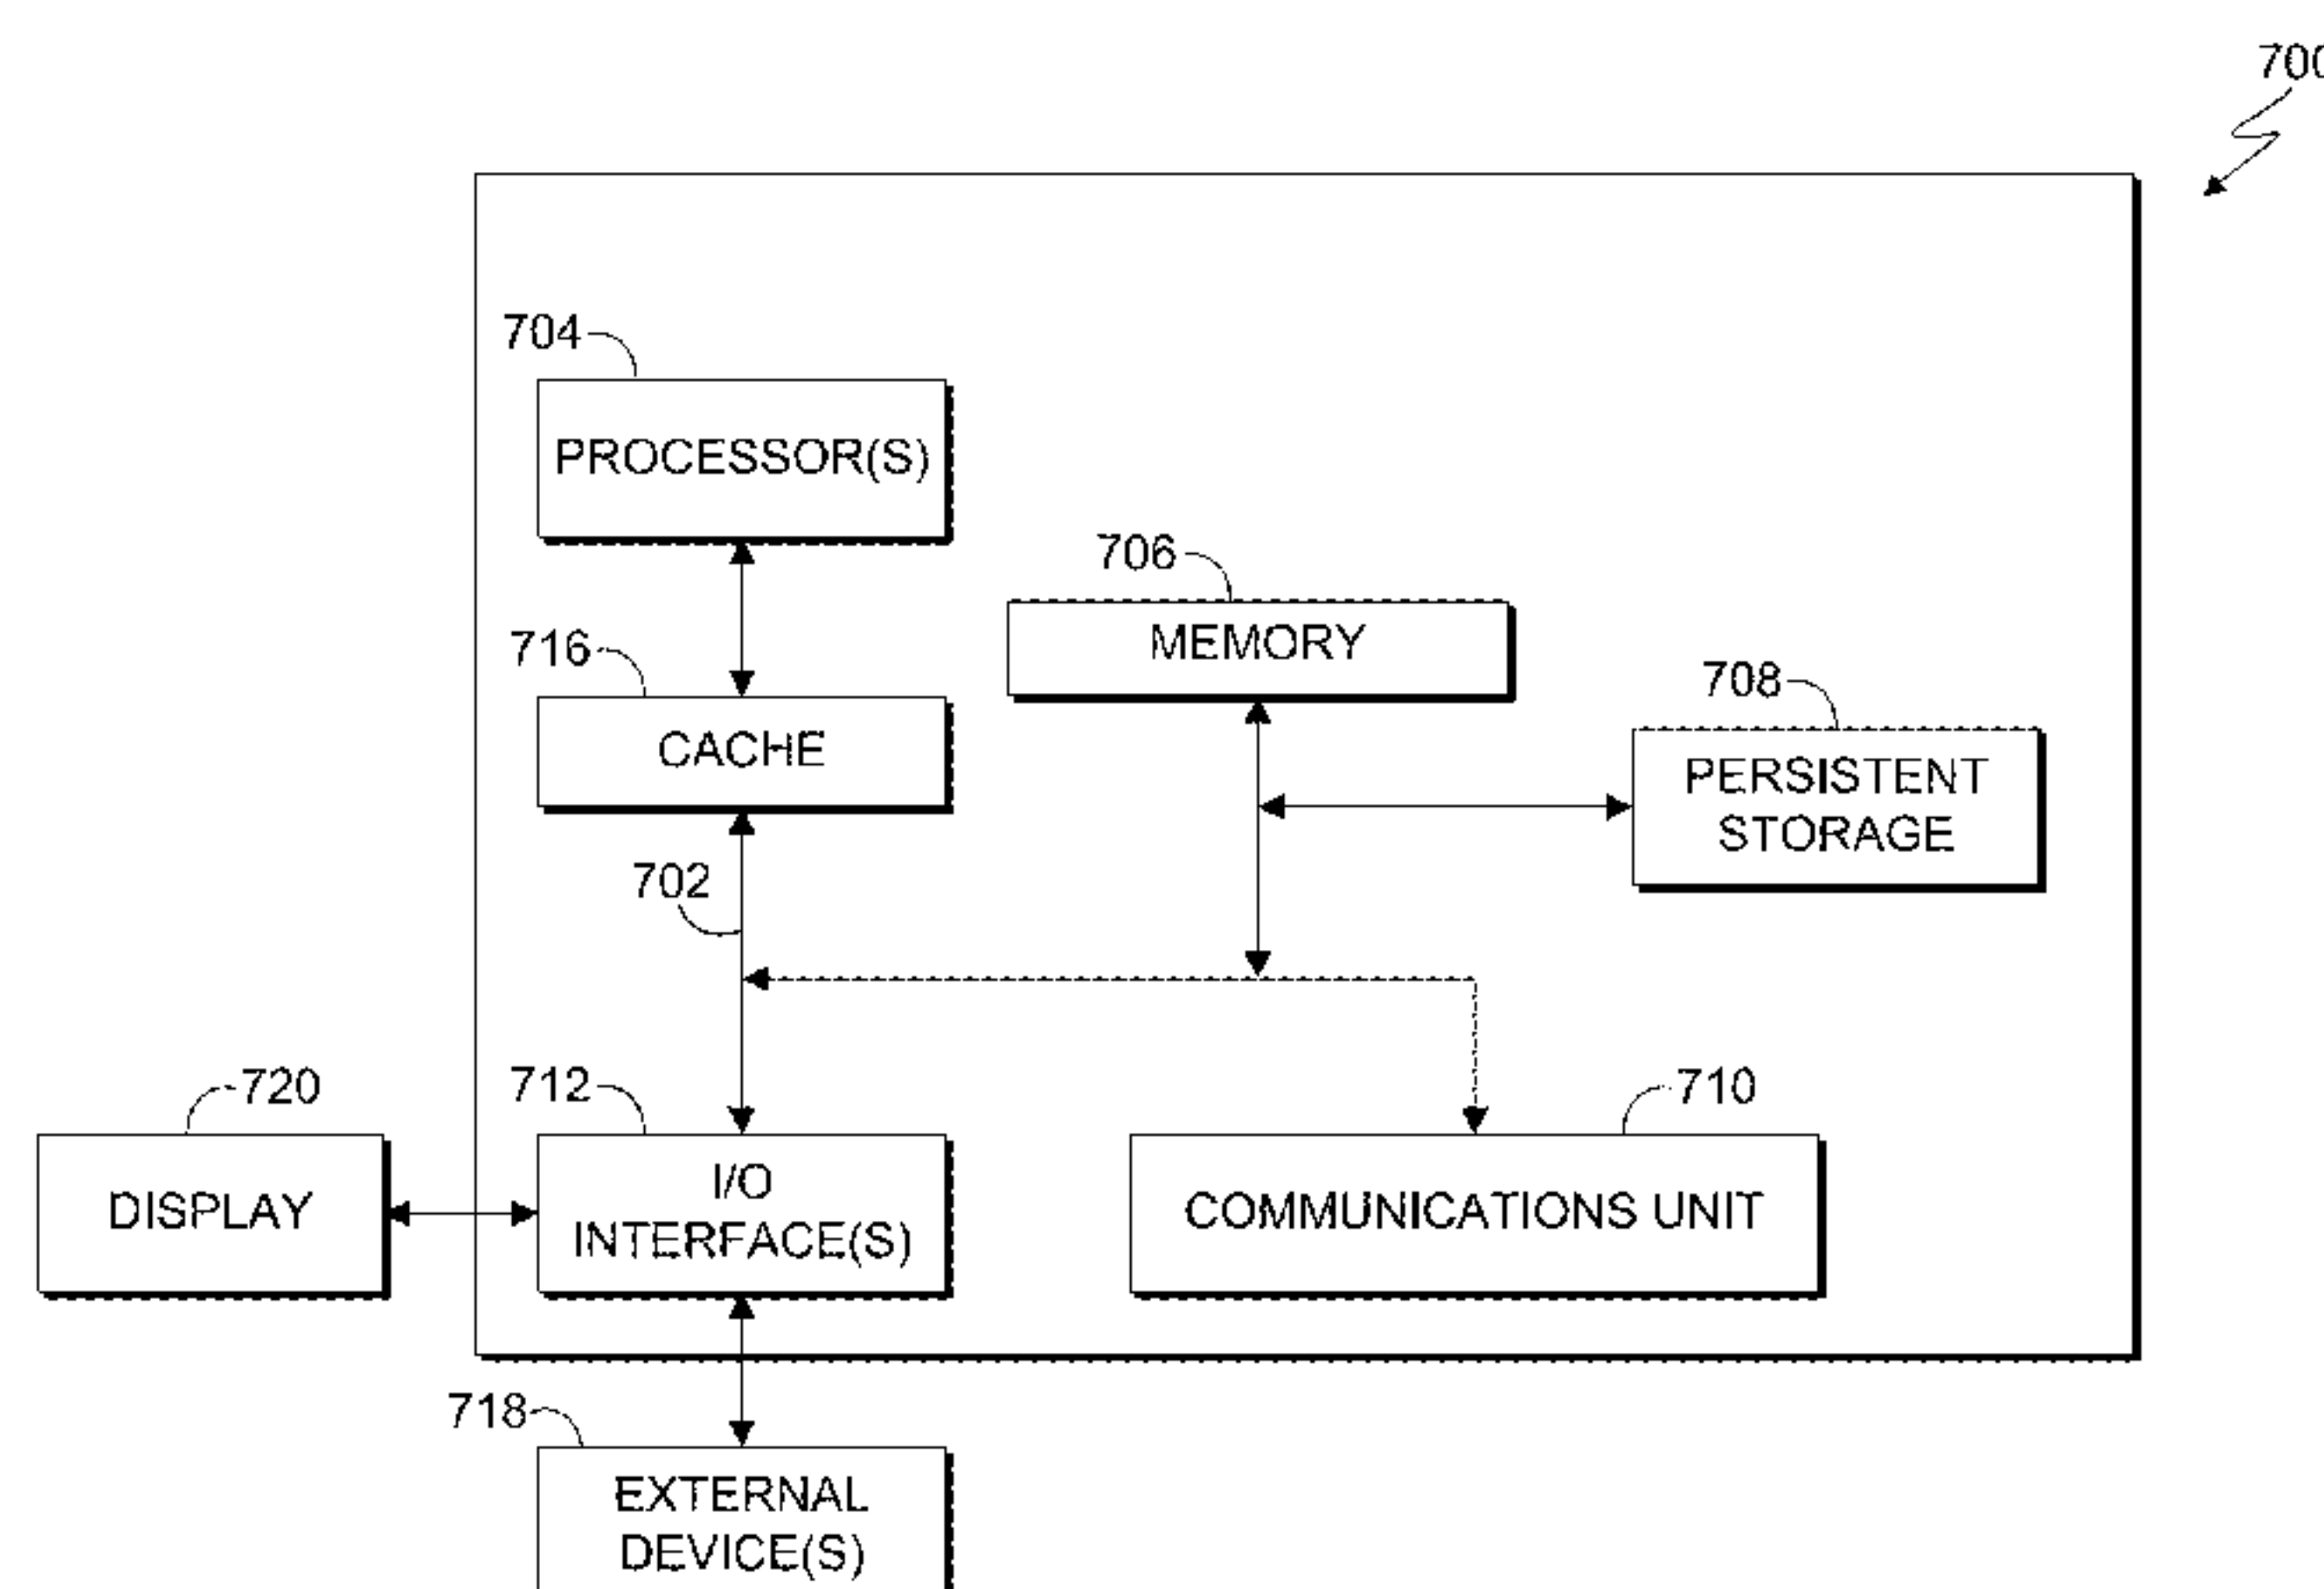 700
704
PROCESSOR(S)
706
MEMORY
716
CACHE
708
PERSISTENT
STORAGE
702
720
DISPLAY
712
I/O
INTERFACE(S)
710
COMMUNICATIONS UNIT
718
EXTERNAL
DEVICE(S)